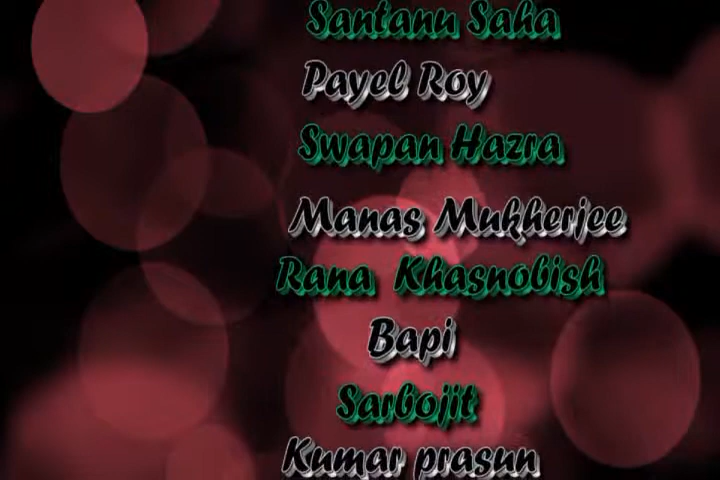 Santanu Saha
Payel Roy
Swapan Hazra
Manas Mukherjee
Rana Khasnobish
Bapi
Sarbojit
Kumar prasun